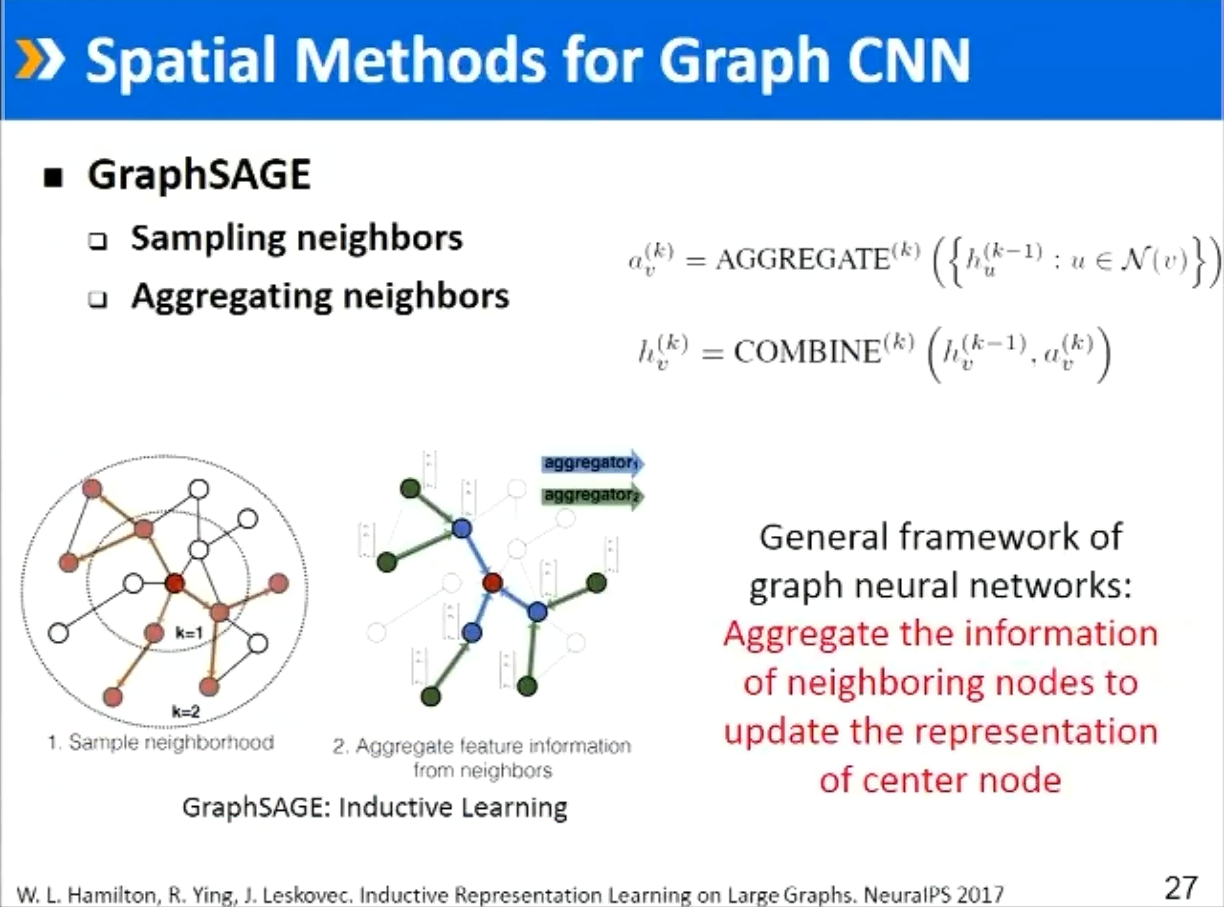 Spatial Methods for Graph CNN
GraphSAGE
Sampling neighbors
Aggregating neighbors
a_v^{(k)} = AGGREGATE^{(k)} ({h_u^{(k-1)} : u ∈ 𝒩(v)})
h_v^{(k)} = COMBINE^{(k)} (h_v^{(k-1)}, a_v^{(k)})
k=1
k=2
1. Sample neighborhood
aggregator₁
aggregator₂
2. Aggregate feature information
from neighbors
GraphSAGE: Inductive Learning
General framework of
graph neural networks:
Aggregate the information
of neighboring nodes to
update the representation
of center node
W. L. Hamilton, R. Ying, J. Leskovec. Inductive Representation Learning on Large Graphs. NeuralPS 2017
27